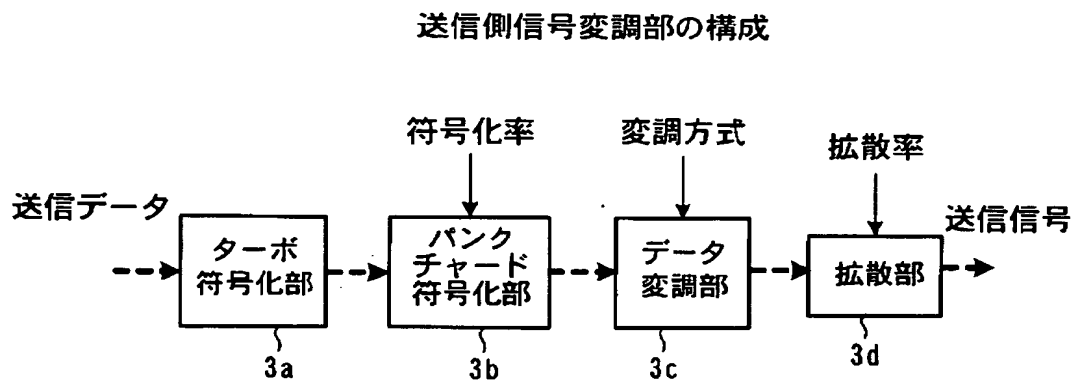 送信側信号変調部の構成
符号化率
変調方式
拡散率
送信データ
送信信号
ターボ
符号化部
パンク
チャード
符号化部
データ
変調部
拡散部
3a
3b
3c
3d